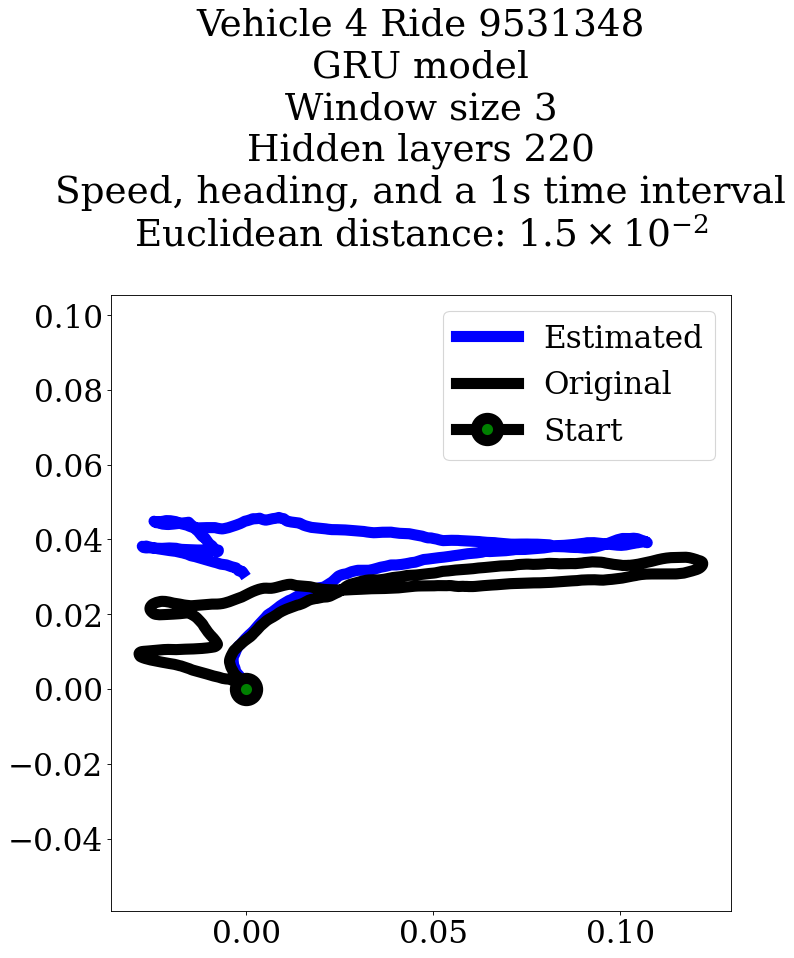 Vehicle 4 Ride 9531348
GRU model
Window size 3
Hidden layers 220
Speed, heading, and a 1s time interval
Euclidean distance: 1.5 × 10⁻²
Estimated
Original
Start
0.10
0.08
0.06
0.04
0.02
0.00
−0.02
−0.04
0.00 0.05 0.10